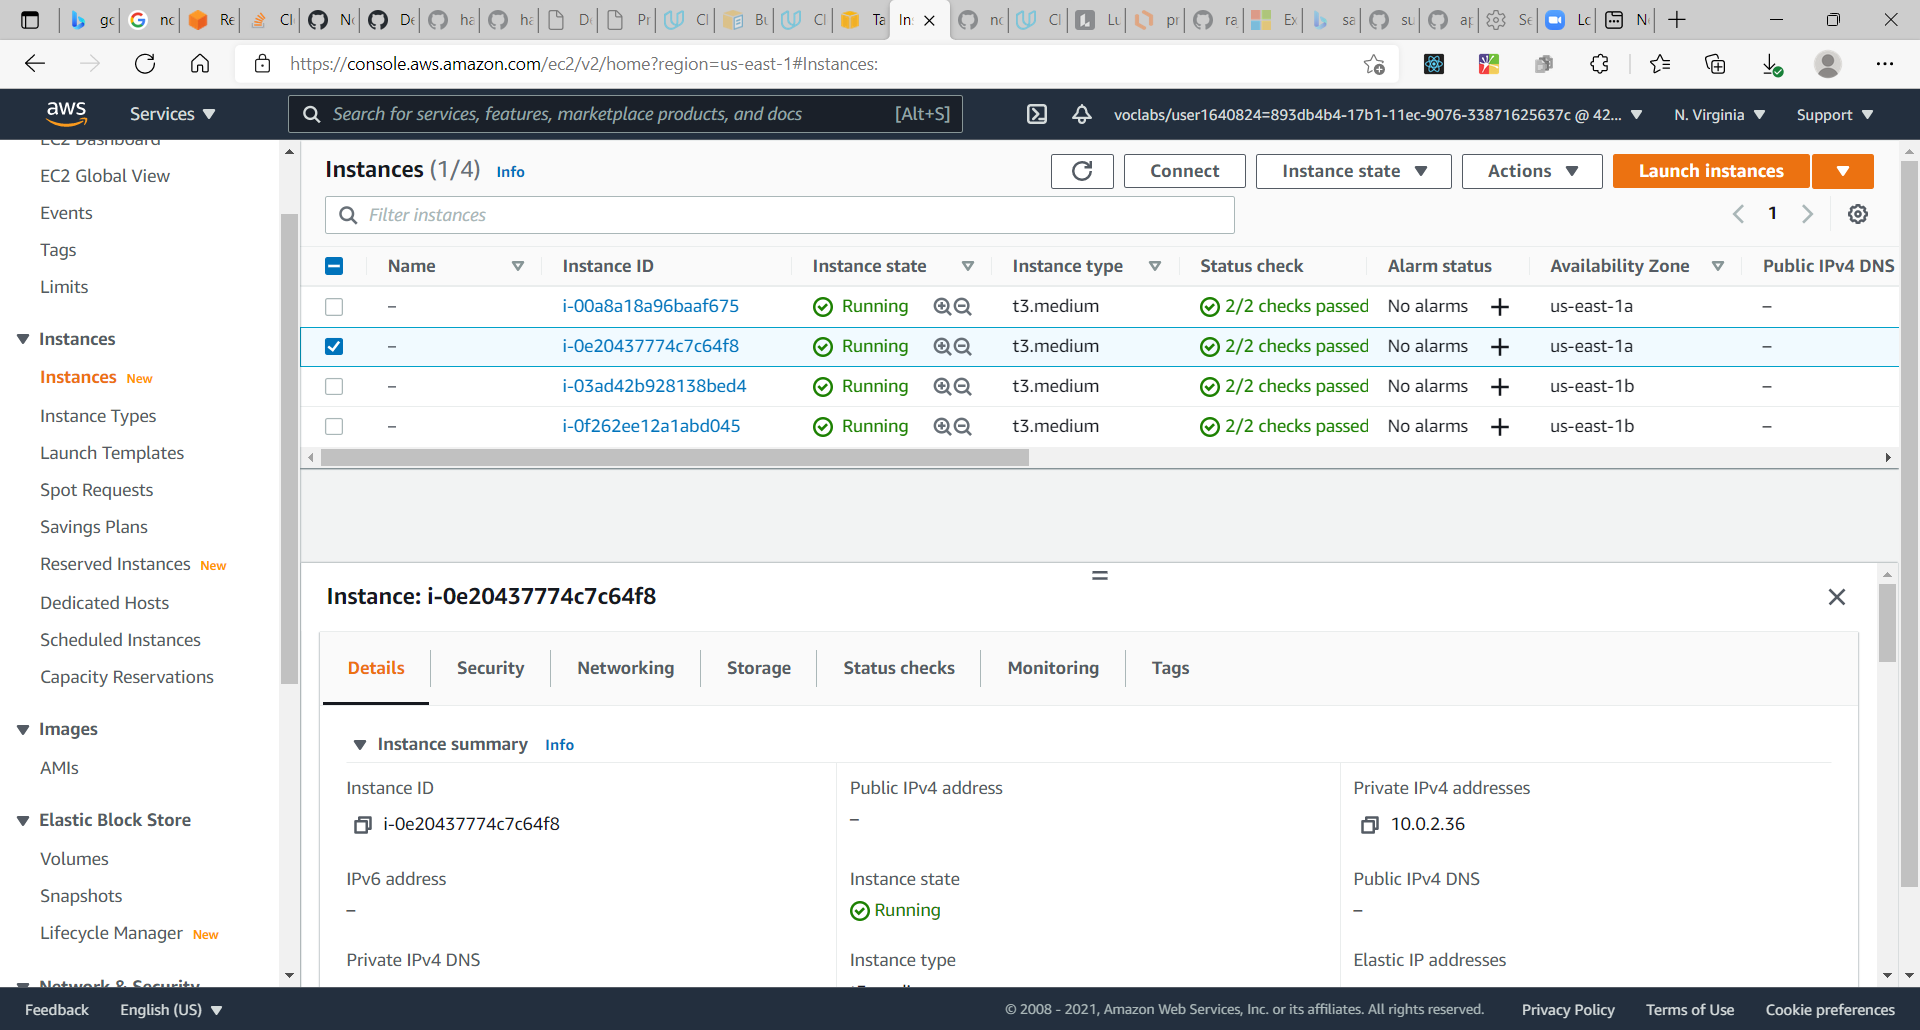 gc
nc
Re
Cl
Nc
De
ha
ha
D
Pr
Cl
Bu
Cl
Ta
In
nc
Cl
Lu
pr
ra
Ex
sa
su
ap
Se
Lc
N
https://console.aws.amazon.com/ec2/v2/home?region=us-east-1#Instances:
aws
Services
Search for services, features, marketplace products, and docs
[Alt+S]
voclabs/user1640824=893db4b4-17b1-11ec-9076-33871625637c @ 42...
N. Virginia
Support
EC2 Dashboard
EC2 Global View
Events
Tags
Limits
Instances
Instances New
Instance Types
Launch Templates
Spot Requests
Savings Plans
Reserved Instances New
Dedicated Hosts
Scheduled Instances
Capacity Reservations
Images
AMIs
Elastic Block Store
Volumes
Snapshots
Lifecycle Manager New
Network & Security
Instances (1/4) Info
Connect
Instance state
Actions
Launch instances
Filter instances
1
Name Instance ID Instance state Instance type Status check Alarm status Availability Zone Public IPv4 DNS
– i-00a8a18a96baaf675 Running t3.medium 2/2 checks passed No alarms + us-east-1a –
– i-0e20437774c7c64f8 Running t3.medium 2/2 checks passed No alarms + us-east-1a –
– i-03ad42b928138bed4 Running t3.medium 2/2 checks passed No alarms + us-east-1b –
– i-0f262ee12a1abd045 Running t3.medium 2/2 checks passed No alarms + us-east-1b –
Instance: i-0e20437774c7c64f8
Details Security Networking Storage Status checks Monitoring Tags
Instance summary Info
Instance ID
i-0e20437774c7c64f8
Public IPv4 address
–
Private IPv4 addresses
10.0.2.36
IPv6 address
–
Instance state
Running
Public IPv4 DNS
–
Private IPv4 DNS
Instance type
Elastic IP addresses
Feedback
English (US)
© 2008 - 2021, Amazon Web Services, Inc. or its affiliates. All rights reserved.
Privacy Policy
Terms of Use
Cookie preferences